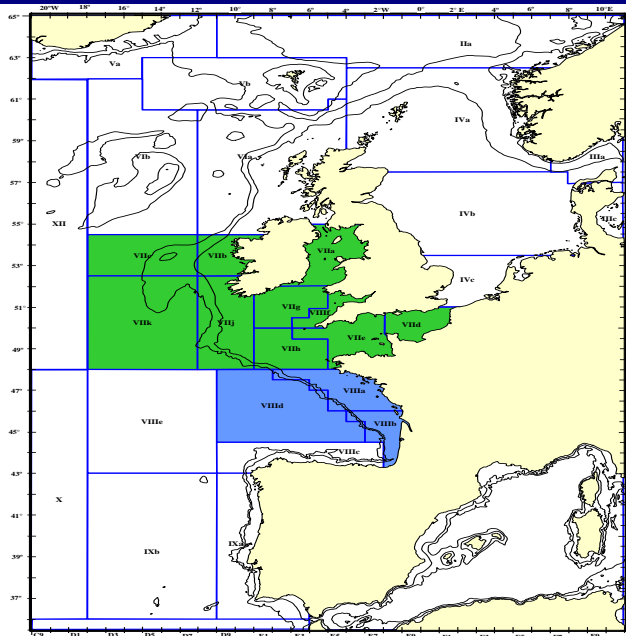 20°W 18° 16° 14° 12° 10° 8° 6° 4° 2°W 0° 2° 4° 6° 8° 10°E
65°
IIa
63°
Va
Vb
61°
IVa
59°
VIb VIa IIIa
57°
XII IVb IIIc
55°
VIIc VIIb VIIa
53°
IVc
51°
VIIg VIIf
VIIk VIIj VIIe VIId
49°
VIIh
47°
VIIId VIIIa
VIIIe VIIIb
45°
VIIIc
43°
X
41°
IXb IXa
39°
37°
C9 D1 D3 D5 D7 D9 E1 E3 E5 E7